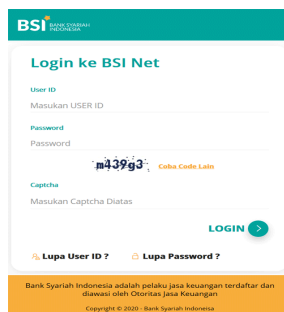 BSI BANK SYARIAH
INDONESIA
Login ke BSI Net
User ID
Masukan USER ID
Password
Password
m439g3 Coba Code Lain
Captcha
Masukan Captcha Diatas
LOGIN >
Lupa User ID ? Lupa Password ?
Bank Syariah Indonesia adalah pelaku jasa keuangan terdaftar dan
diawasi oleh Otoritas Jasa Keuangan
Copyright © 2020 - Bank Syariah Indonesia